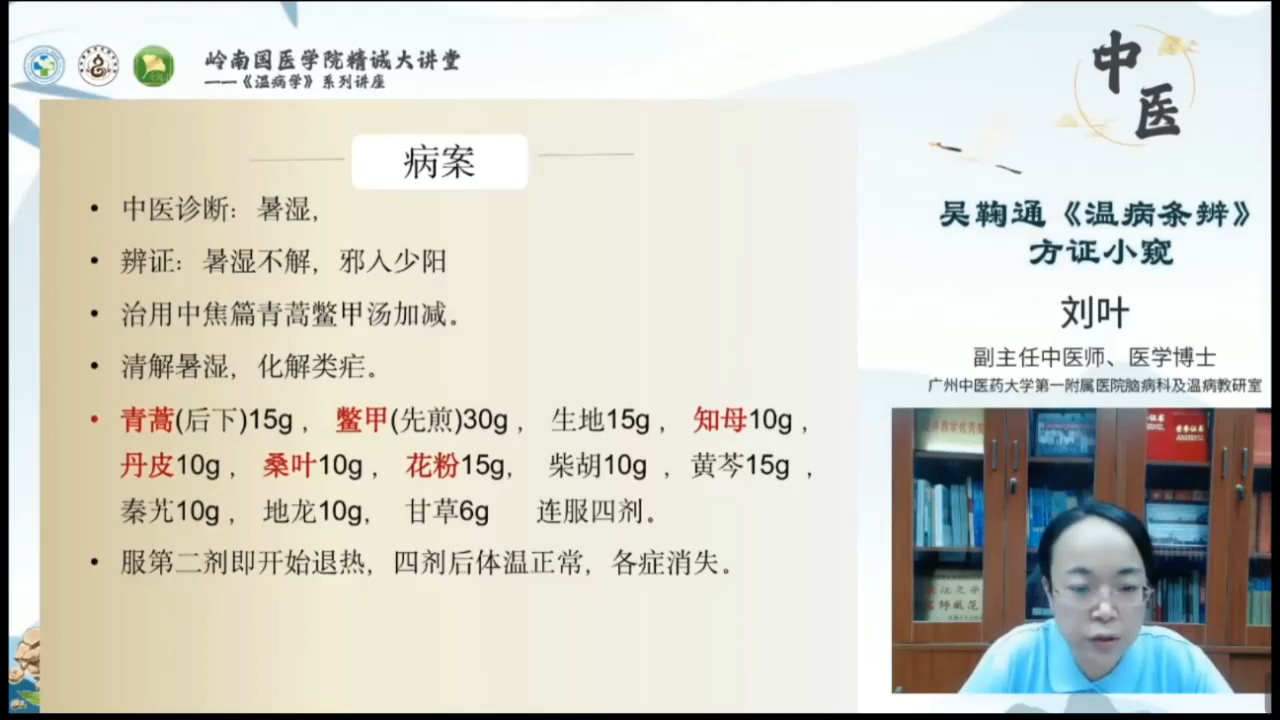 岭南国医学院精诚大讲堂
——《温病学》系列讲座
中医
病案
• 中医诊断：暑湿，
• 辨证：暑湿不解，邪入少阳
• 治用中焦篇青蒿鳖甲汤加减。
• 清解暑湿，化解类疟。
• 青蒿(后下)15g ， 鳖甲(先煎)30g ， 生地15g ， 知母10g ，
丹皮10g ， 桑叶10g ， 花粉15g， 柴胡10g ， 黄芩15g ，
秦艽10g ， 地龙10g， 甘草6g 连服四剂。
• 服第二剂即开始退热，四剂后体温正常，各症消失。
吴鞠通《温病条辨》
方证小窥
刘叶
副主任中医师、医学博士
广州中医药大学第一附属医院脑病科及温病教研室